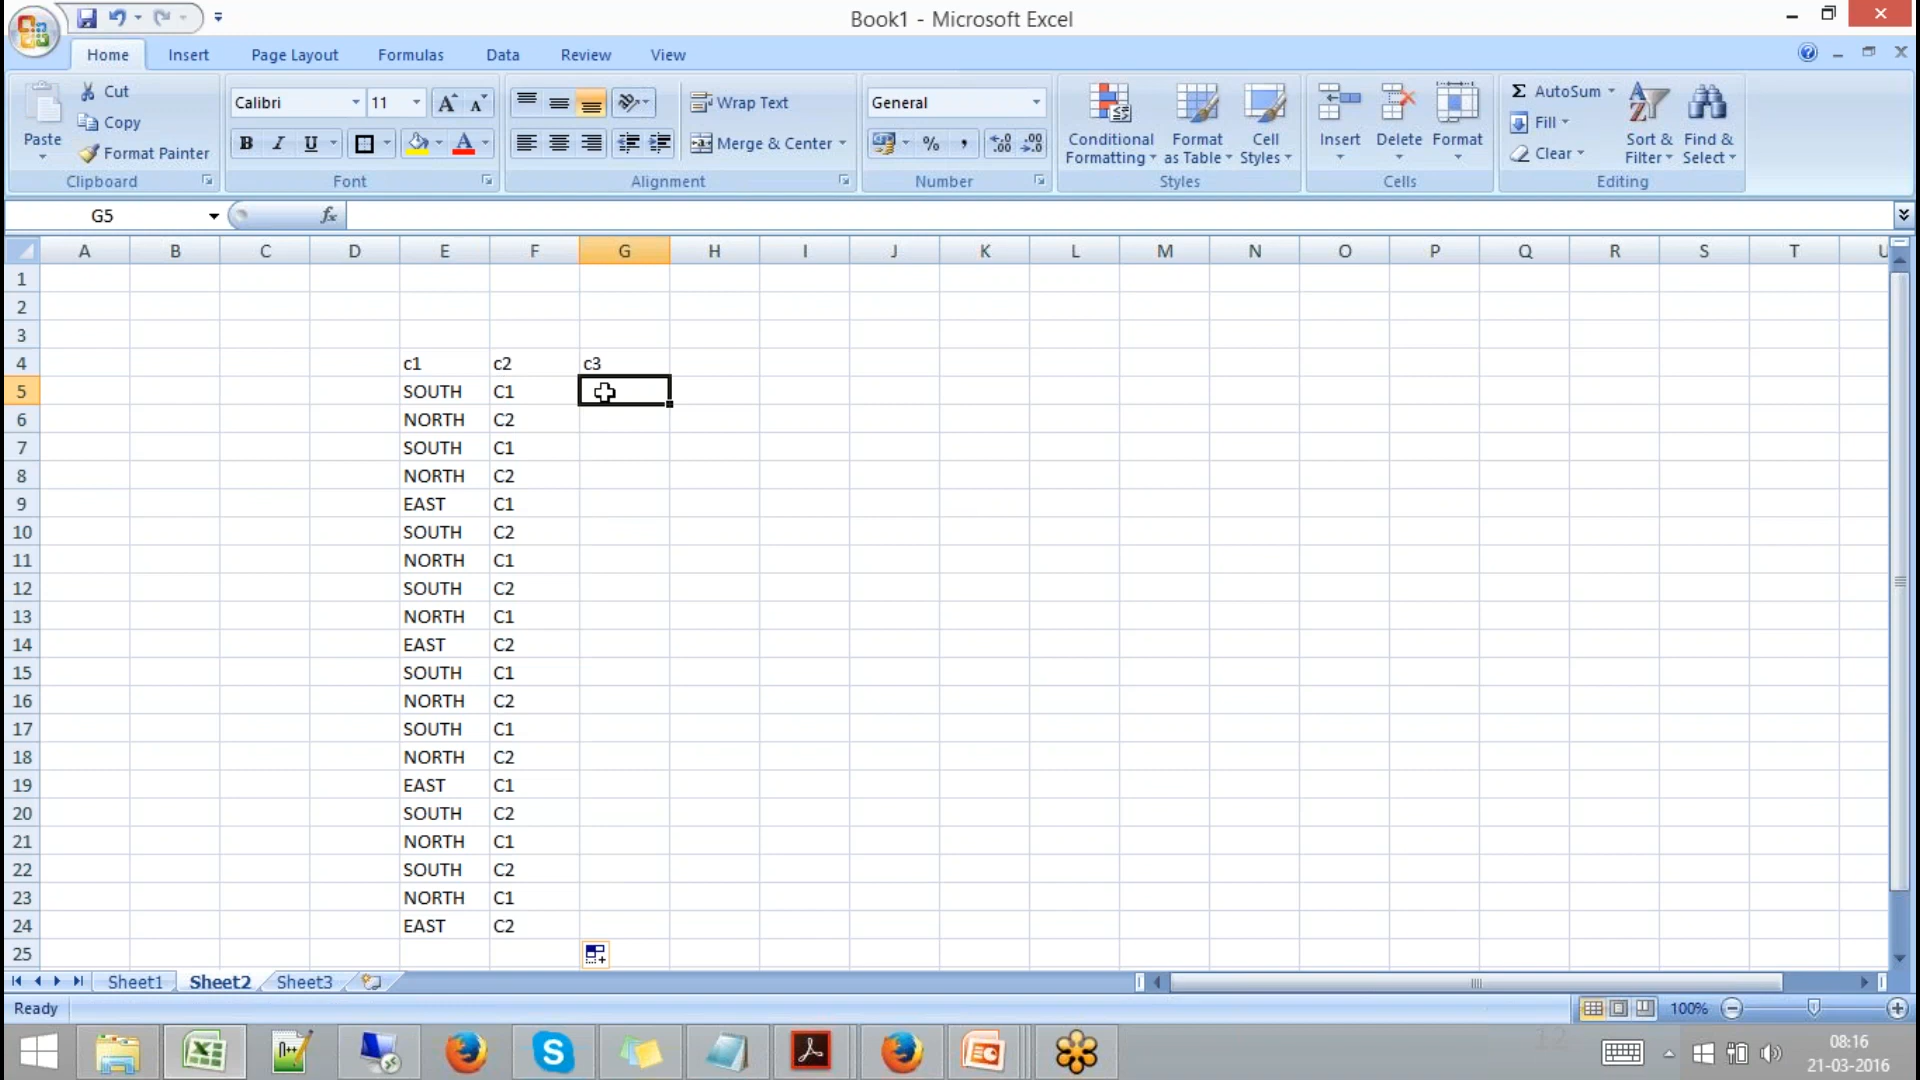 Book1 - Microsoft Excel
Home Insert Page Layout Formulas Data Review View
Paste
Cut
Copy
Format Painter
Clipboard
Calibri 11
B I U
Font
Wrap Text
Merge & Center
Alignment
General
% ,
Number
Conditional Formatting
Format as Table
Cell Styles
Styles
Insert Delete Format
Cells
AutoSum
Fill
Clear
Sort & Filter
Find & Select
Editing
G5 fx
A B C D E F G H I J K L M N O P Q R S T U
1
2
3
4 c1 c2 c3
5 SOUTH C1
6 NORTH C2
7 SOUTH C1
8 NORTH C2
9 EAST C1
10 SOUTH C2
11 NORTH C1
12 SOUTH C2
13 NORTH C1
14 EAST C2
15 SOUTH C1
16 NORTH C2
17 SOUTH C1
18 NORTH C2
19 EAST C1
20 SOUTH C2
21 NORTH C1
22 SOUTH C2
23 NORTH C1
24 EAST C2
25
Sheet1 Sheet2 Sheet3
Ready 100%
08:16
21-03-2016